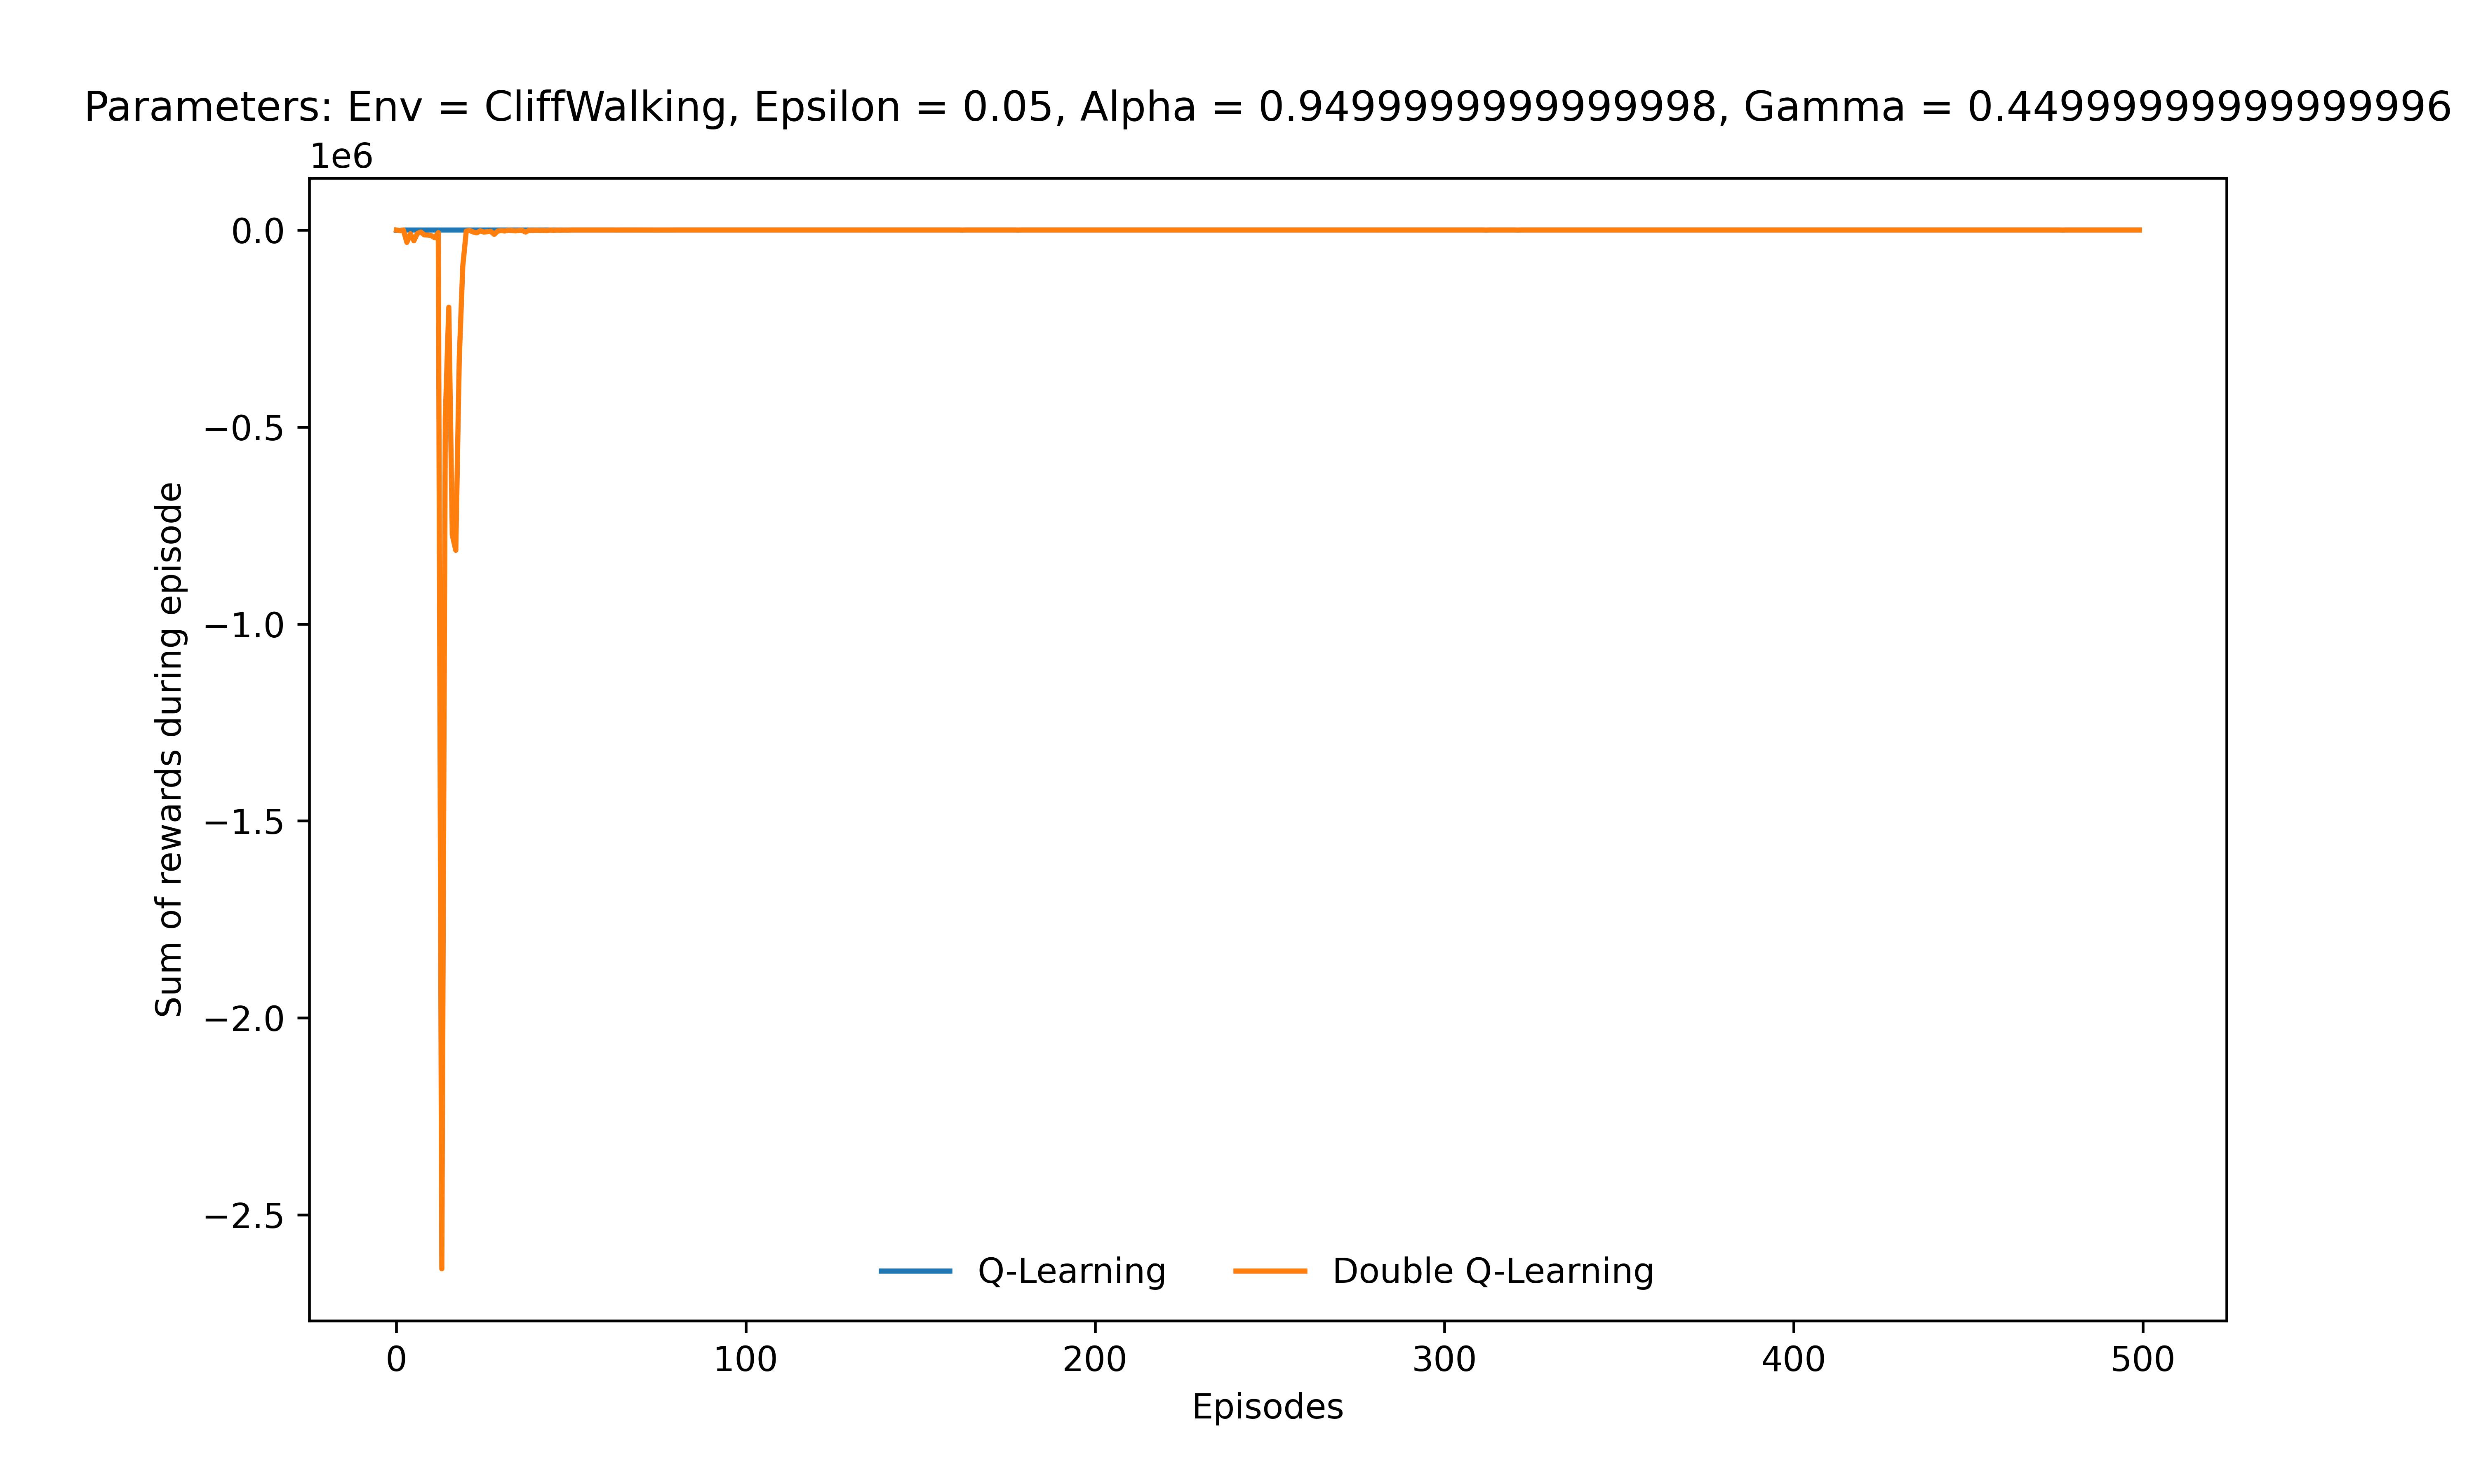 Parameters: Env = CliffWalking, Epsilon = 0.05, Alpha = 0.9499999999999998, Gamma = 0.44999999999999996
1e6
0.0
−0.5
−1.0
−1.5
−2.0
−2.5
Sum of rewards during episode
Q-Learning Double Q-Learning
0 100 200 300 400 500
Episodes